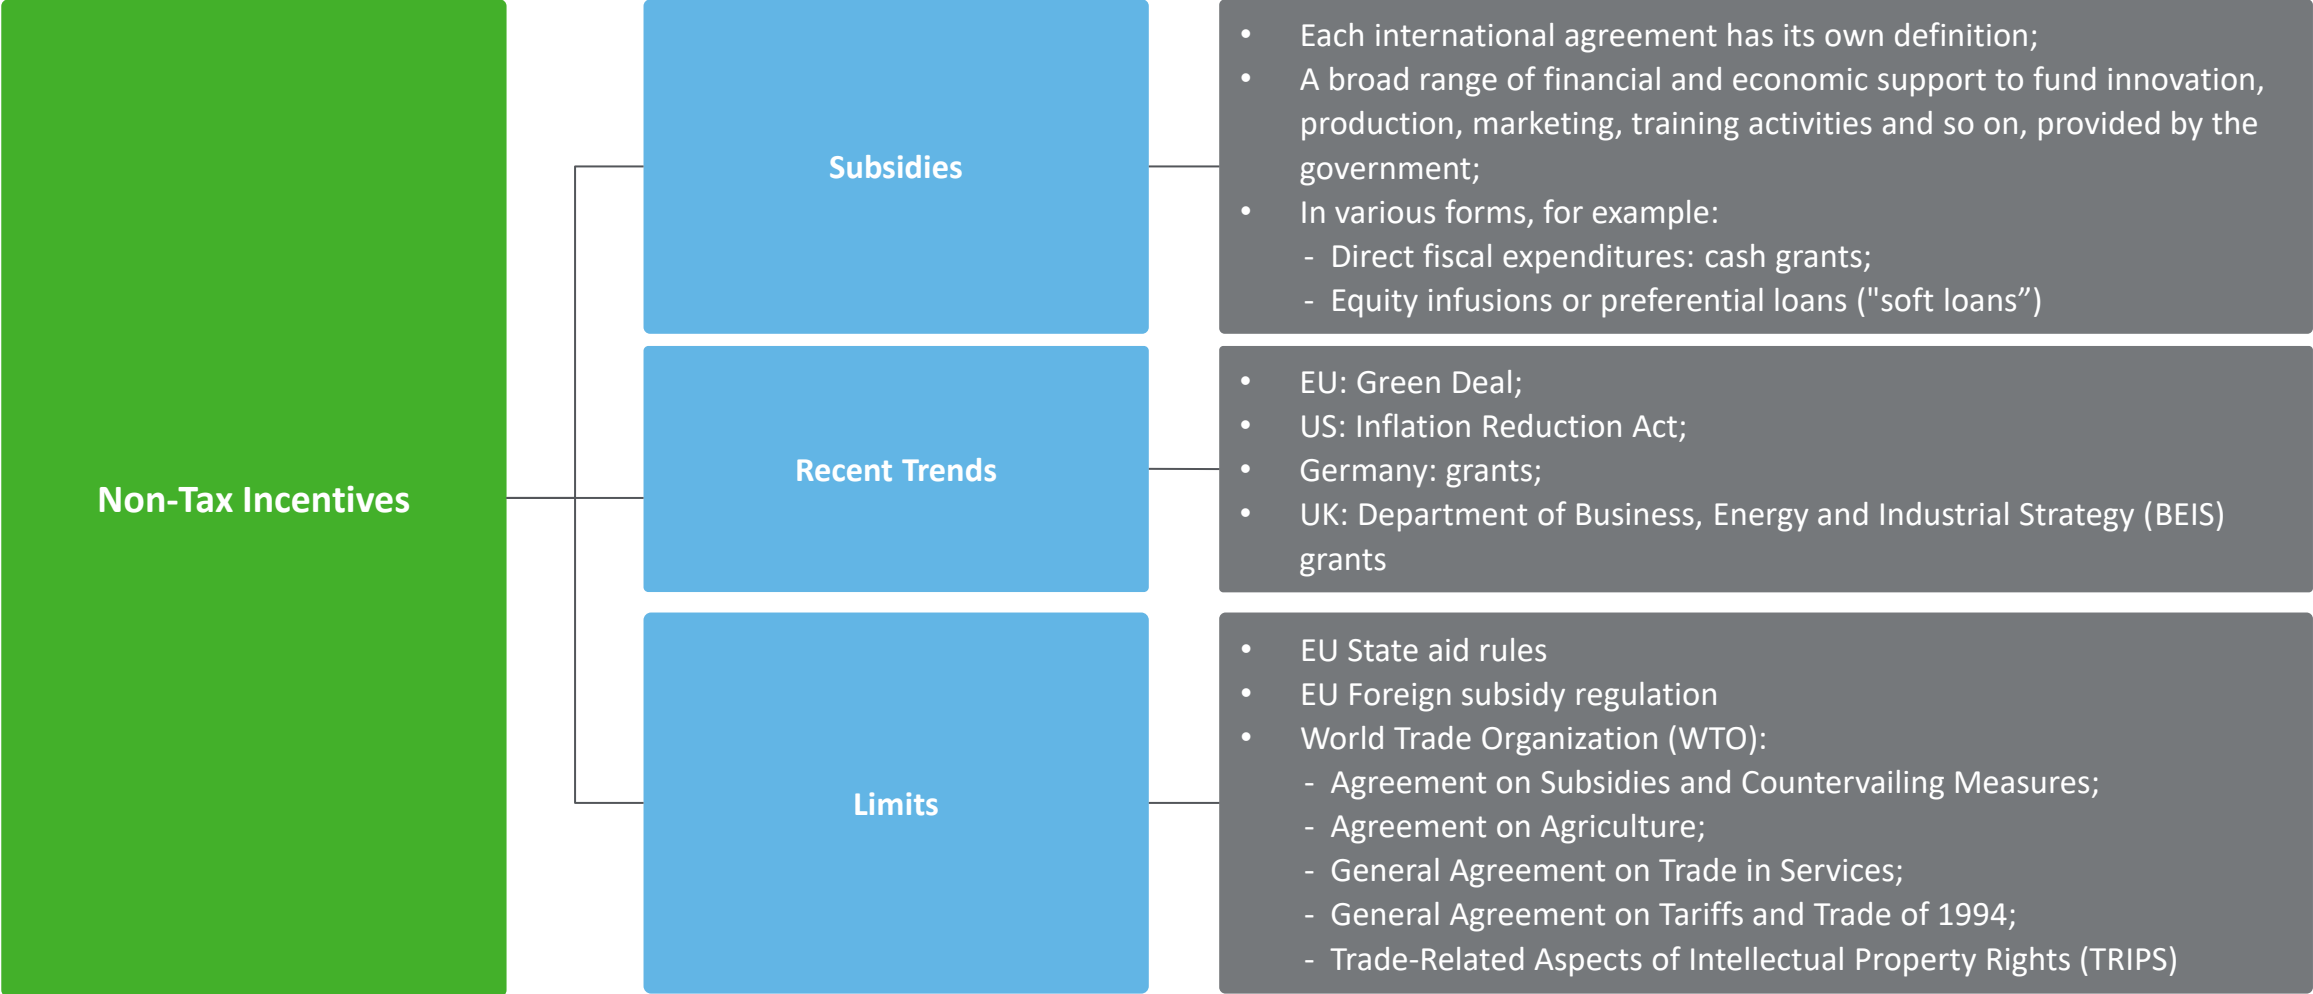 Non-Tax Incentives
Subsidies
• Each international agreement has its own definition;
• A broad range of financial and economic support to fund innovation,
production, marketing, training activities and so on, provided by the
government;
• In various forms, for example:
- Direct fiscal expenditures: cash grants;
- Equity infusions or preferential loans ("soft loans”)
Recent Trends
• EU: Green Deal;
• US: Inflation Reduction Act;
• Germany: grants;
• UK: Department of Business, Energy and Industrial Strategy (BEIS)
grants
Limits
• EU State aid rules
• EU Foreign subsidy regulation
• World Trade Organization (WTO):
- Agreement on Subsidies and Countervailing Measures;
- Agreement on Agriculture;
- General Agreement on Trade in Services;
- General Agreement on Tariffs and Trade of 1994;
- Trade-Related Aspects of Intellectual Property Rights (TRIPS)